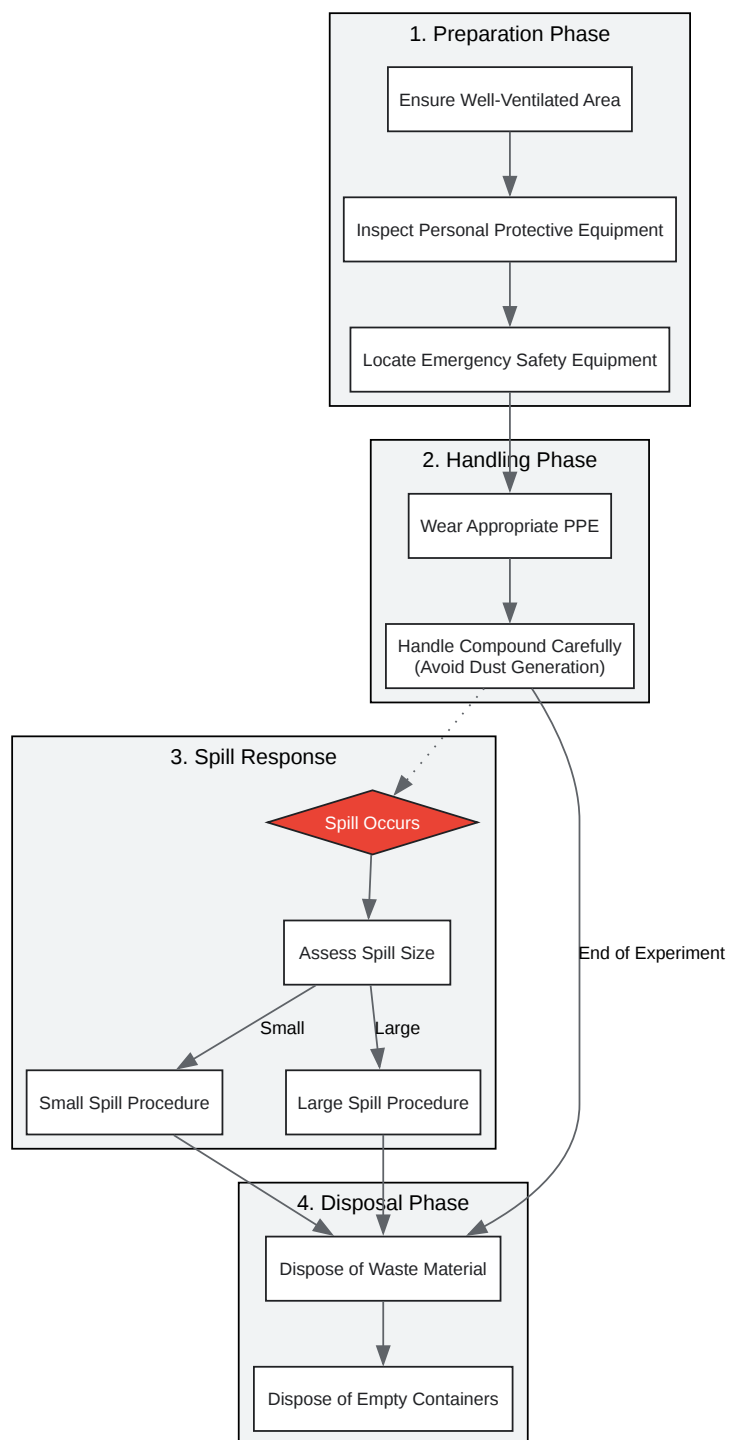 1. Preparation Phase
Ensure Well-Ventilated Area
Inspect Personal Protective Equipment
Locate Emergency Safety Equipment
2. Handling Phase
Wear Appropriate PPE
Handle Compound Carefully
(Avoid Dust Generation)
3. Spill Response
Spill Occurs
Assess Spill Size
End of Experiment
Small
Large
Small Spill Procedure
Large Spill Procedure
4. Disposal Phase
Dispose of Waste Material
Dispose of Empty Containers